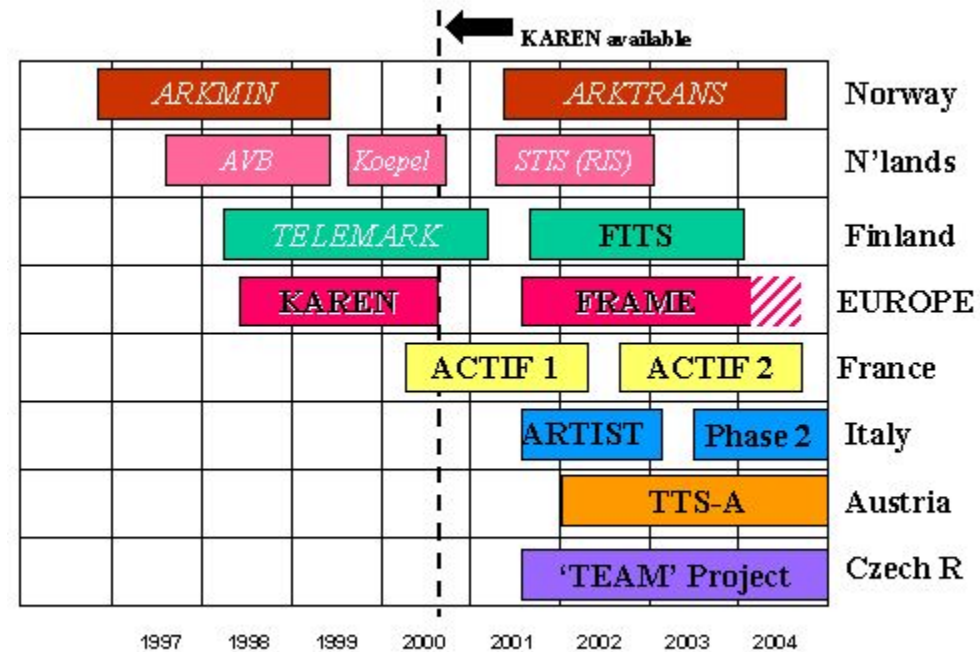 KAREN available
ARKMIN ARKTRANS Norway
AVB Koepel STIS (RIS) N'lands
TELEMARK FITS Finland
KAREN FRAME EUROPE
ACTIF 1 ACTIF 2 France
ARTIST Phase 2 Italy
TTS-A Austria
‘TEAM’ Project Czech R
1997 1998 1999 2000 2001 2002 2003 2004